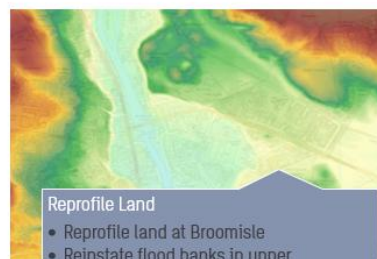 Reprofile Land
• Reprofile land at Broomisle
• Reinstate flood banks in upper